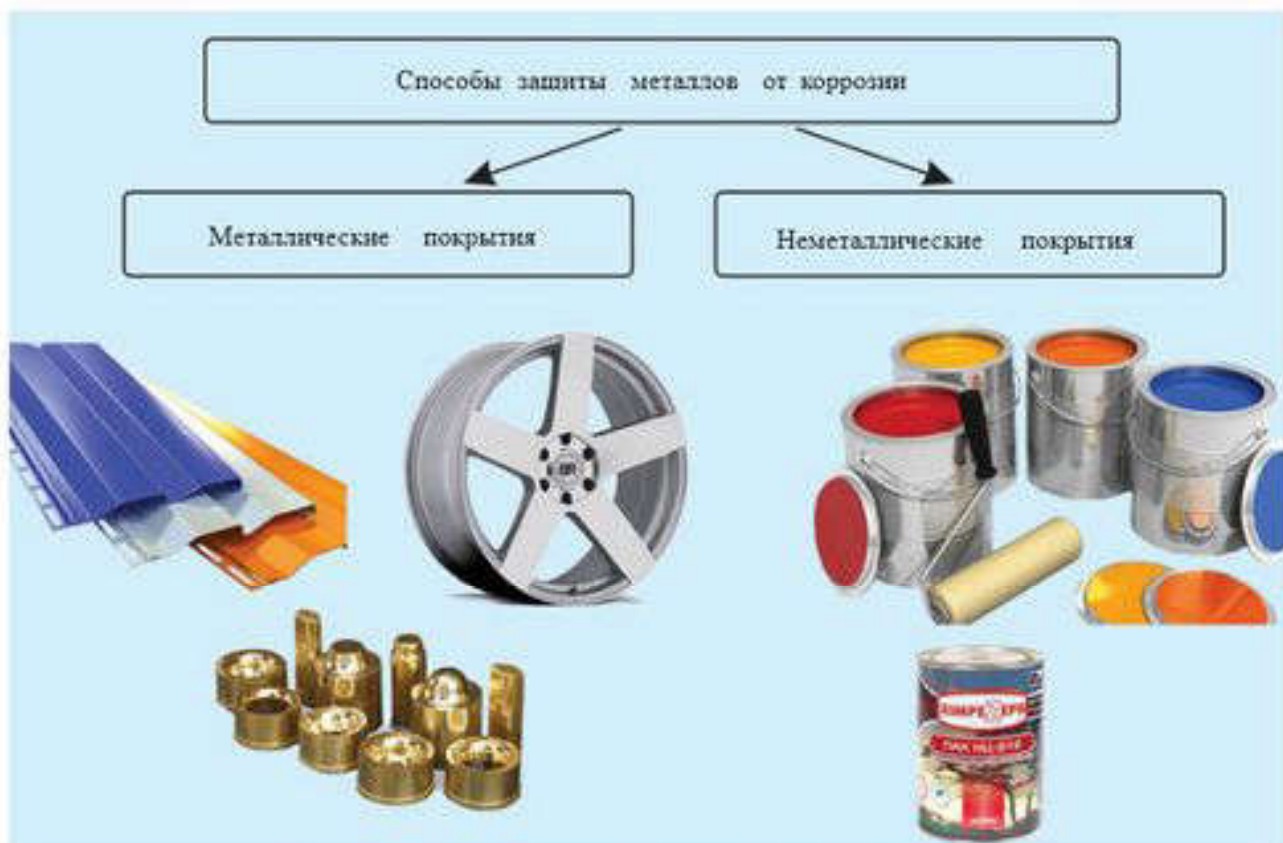 Способы защиты металлов от коррозии
Металлические покрытия
Неметаллические покрытия